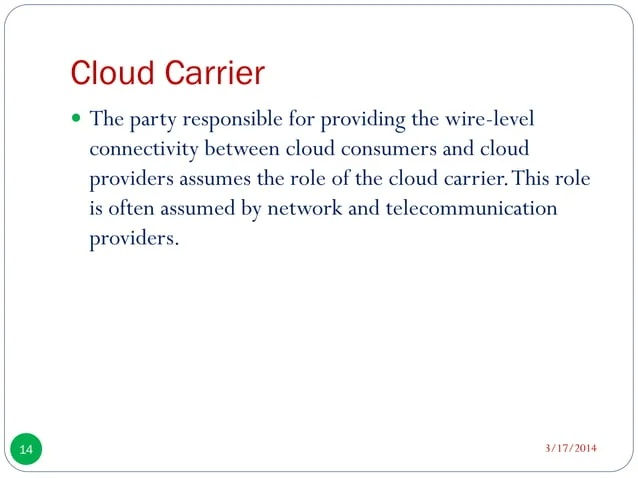 Cloud Carrier
The party responsible for providing the wire-level
connectivity between cloud consumers and cloud
providers assumes the role of the cloud carrier. This role
is often assumed by network and telecommunication
providers.
14
3/17/2014